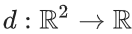 d : ℝ² → ℝ